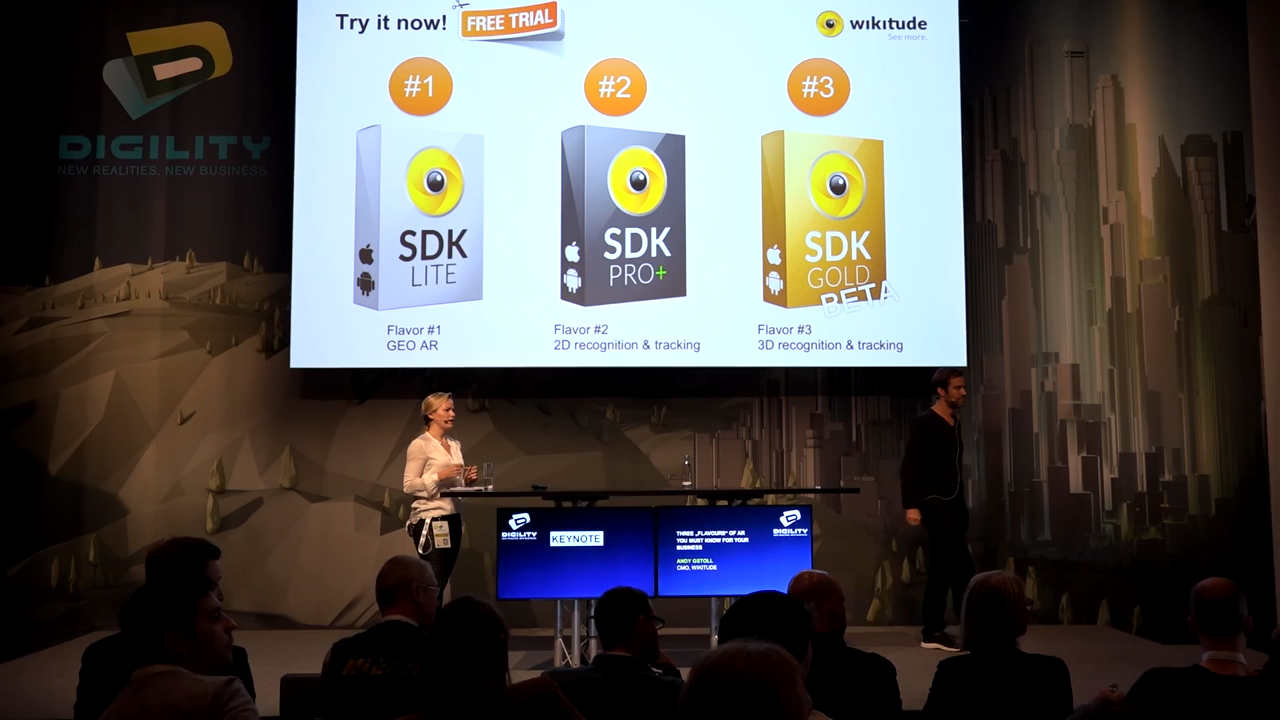 Try it now!
FREE TRIAL
wikitude
See more.
#1
#2
#3
SDK
LITE
SDK
PRO+
SDK
GOLD
BETA
Flavor #1
GEO AR
Flavor #2
2D recognition & tracking
Flavor #3
3D recognition & tracking
DIGILITY
NEW REALITIES. NEW BUSINESS.
DIGILITY
KEYNOTE
DIGILITY
THREE „FLAVOURS" OF AR
YOU MUST KNOW FOR YOUR
BUSINESS
ANDY GSTOLL
CMO, WIKITUDE